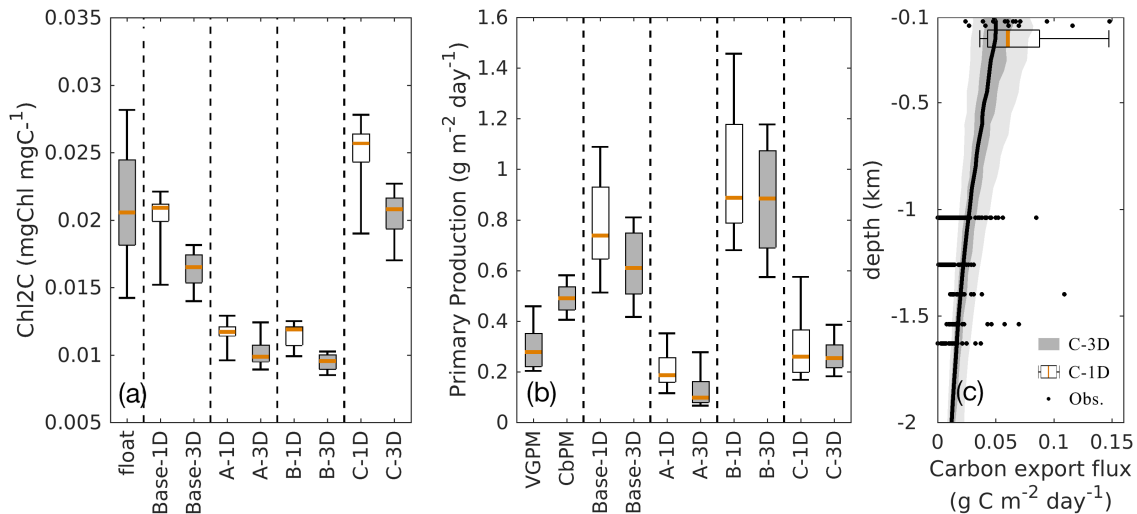 Chl2C (mgChl mgC⁻¹)
0.035
0.03
0.025
0.02
0.015
0.01
0.005
(a)
float
Base-1D
Base-3D
A-1D
A-3D
B-1D
B-3D
C-1D
C-3D
Primary Production (g m⁻² day⁻¹)
1.6
1.4
1.2
1
0.8
0.6
0.4
0.2
0
(b)
VGPM
CbPM
Base-1D
Base-3D
A-1D
A-3D
B-1D
B-3D
C-1D
C-3D
depth (km)
-0.1
-0.5
-1
-1.5
-2
C-3D
C-1D
Obs.
(c)
0
0.05
0.1
0.15
Carbon export flux
(g C m⁻² day⁻¹)